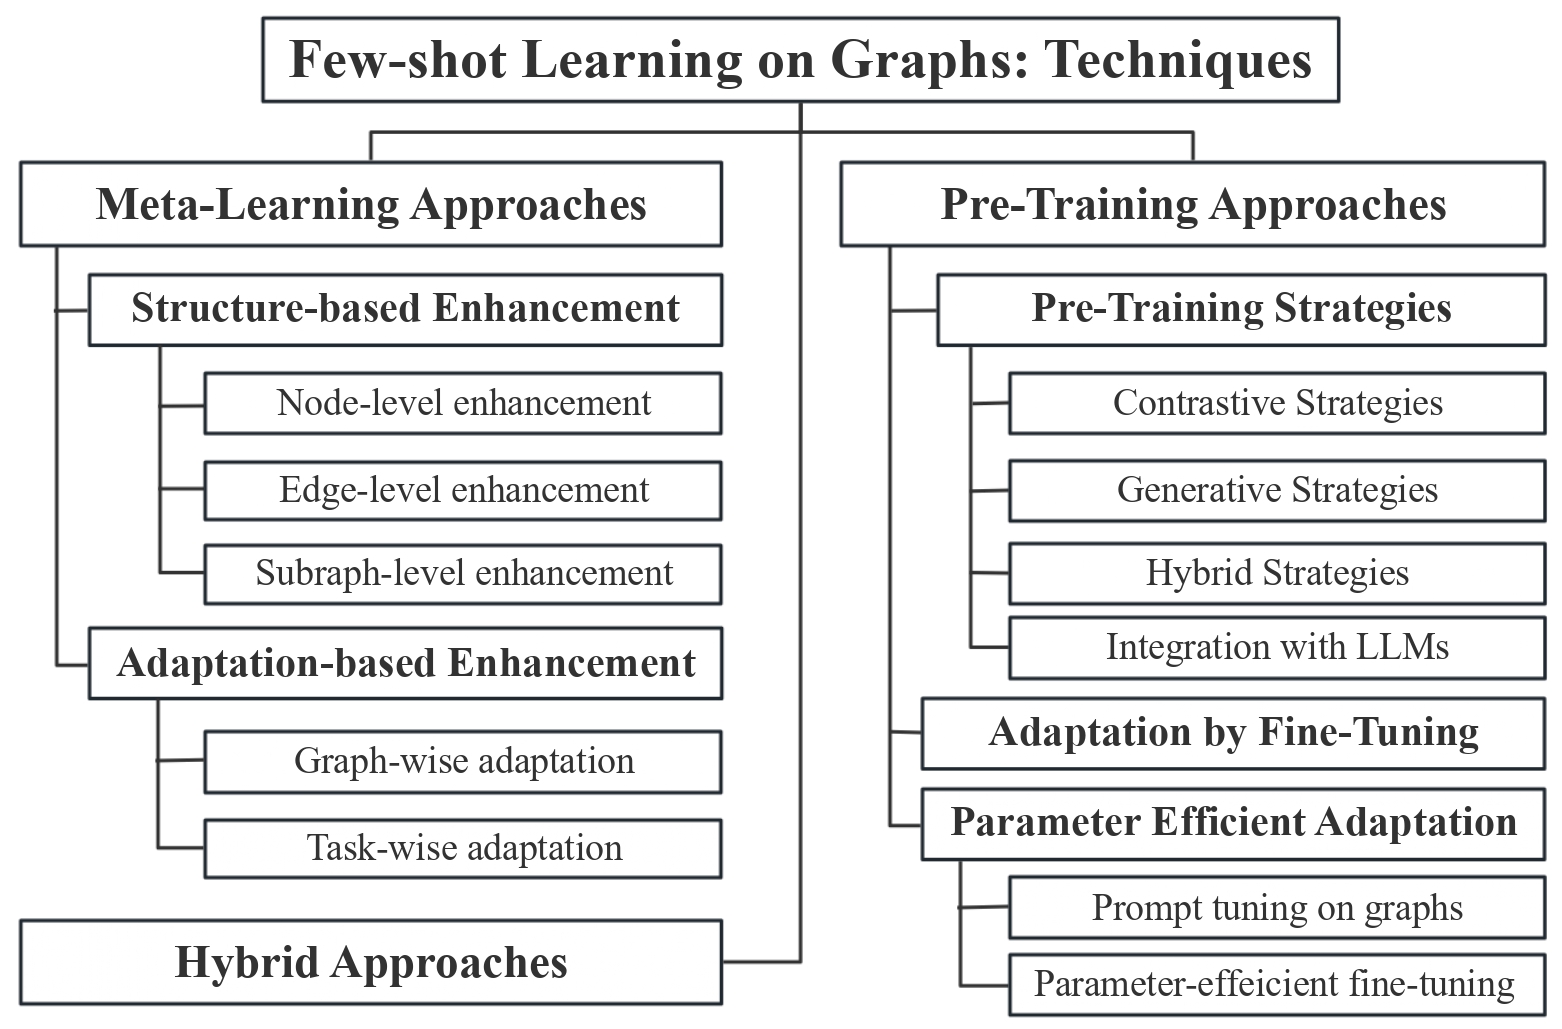 Few-shot Learning on Graphs: Techniques
Meta-Learning Approaches
Structure-based Enhancement
Node-level enhancement
Edge-level enhancement
Subraph-level enhancement
Adaptation-based Enhancement
Graph-wise adaptation
Task-wise adaptation
Hybrid Approaches
Pre-Training Approaches
Pre-Training Strategies
Contrastive Strategies
Generative Strategies
Hybrid Strategies
Integration with LLMs
Adaptation by Fine-Tuning
Parameter Efficient Adaptation
Prompt tuning on graphs
Parameter-effeicient fine-tuning